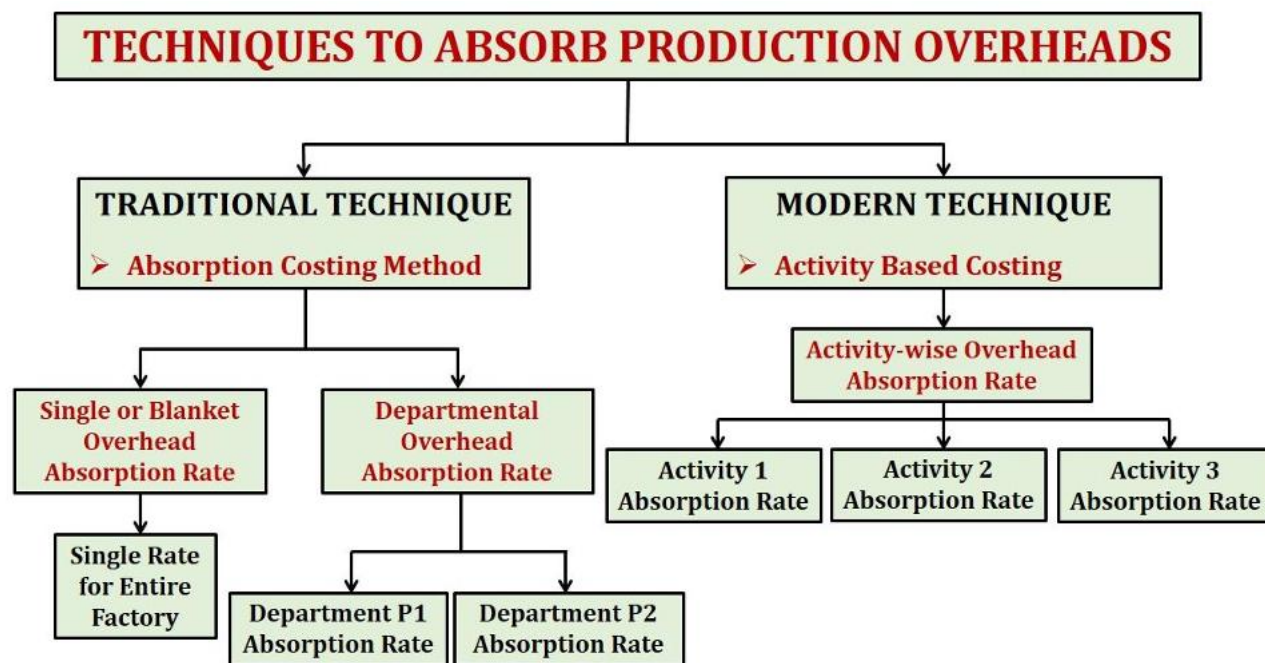 TECHNIQUES TO ABSORB PRODUCTION OVERHEADS
TRADITIONAL TECHNIQUE
➢ Absorption Costing Method
MODERN TECHNIQUE
➢ Activity Based Costing
Single or Blanket
Overhead
Absorption Rate
Departmental
Overhead
Absorption Rate
Activity-wise Overhead
Absorption Rate
Single Rate
for Entire
Factory
Department P1
Absorption Rate
Department P2
Absorption Rate
Activity 1
Absorption Rate
Activity 2
Absorption Rate
Activity 3
Absorption Rate